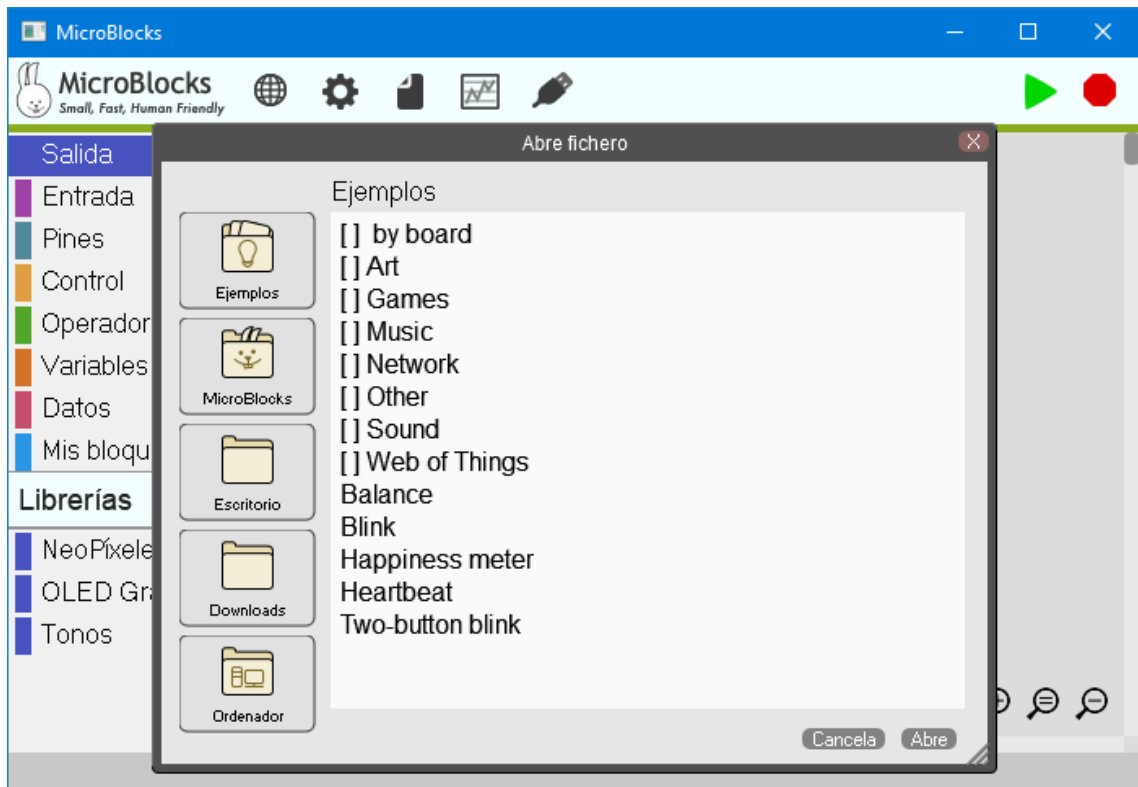 MicroBlocks
MicroBlocks
Small, Fast, Human Friendly
Abre fichero
Salida
Entrada
Pines
Control
Operador
Variables
Datos
Mis bloqu
Librerías
NeoPíxele
OLED Gra
Tonos
Ejemplos
MicroBlocks
Escritorio
Downloads
Ordenador
Ejemplos
[ ] by board
[ ] Art
[ ] Games
[ ] Music
[ ] Network
[ ] Other
[ ] Sound
[ ] Web of Things
Balance
Blink
Happiness meter
Heartbeat
Two-button blink
Cancela
Abre